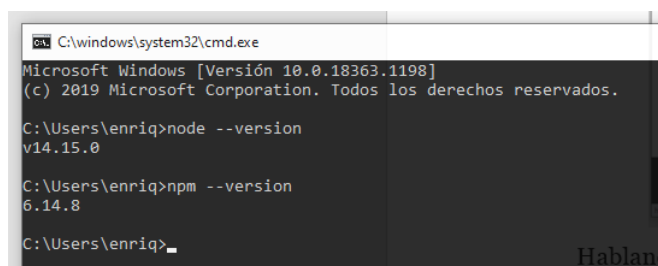 C:\windows\system32\cmd.exe
Microsoft Windows [Versión 10.0.18363.1198]
(c) 2019 Microsoft Corporation. Todos los derechos reservados.
C:\Users\enriq>node --version
v14.15.0
C:\Users\enriq>npm --version
6.14.8
C:\Users\enriq>